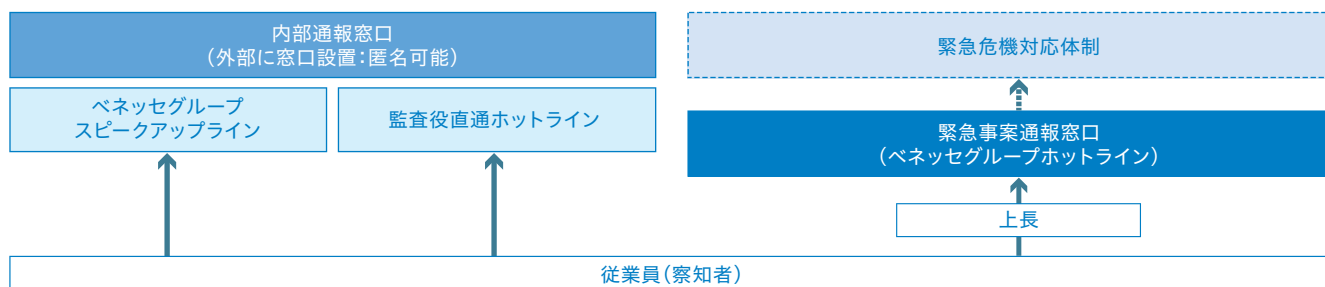 内部通報窓口
（外部に窓口設置：匿名可能）
ベネッセグループ
スピークアップライン
監査役直通ホットライン
緊急危機対応体制
緊急事案通報窓口
（ベネッセグループホットライン）
上長
従業員（察知者）